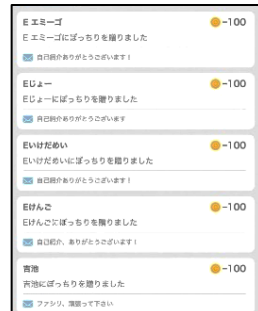 E エミーゴ
-100
E エミーゴにぽっちりを贈りました
自己紹介ありがとうございます！
Eじょー
-100
Eじょーにぽっちりを贈りました
自己紹介ありがとうございます
Eいけだめい
-100
Eいけだめいにぽっちりを贈りました
自己紹介ありがとうございます！
Eけんご
-100
Eけんごにぽっちりを贈りました
自己紹介、ありがとうございます！
吉池
-100
吉池にぽっちりを贈りました
ファシリ、頑張って下さい